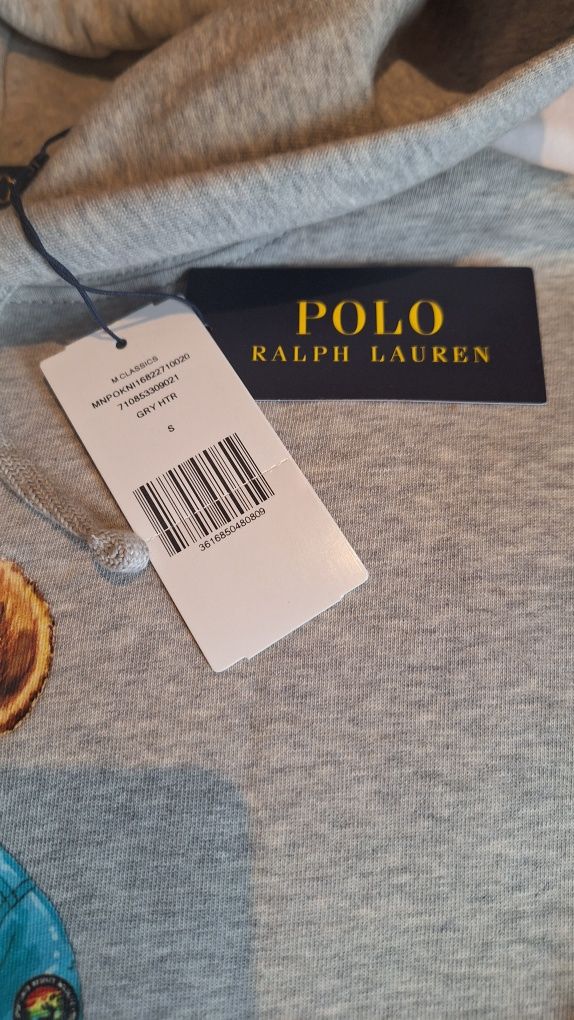 POLO
RALPH LAUREN
M CLASSICS
MNPOKNI16822710020
710853309021
GRY HTR
S
3616850480809